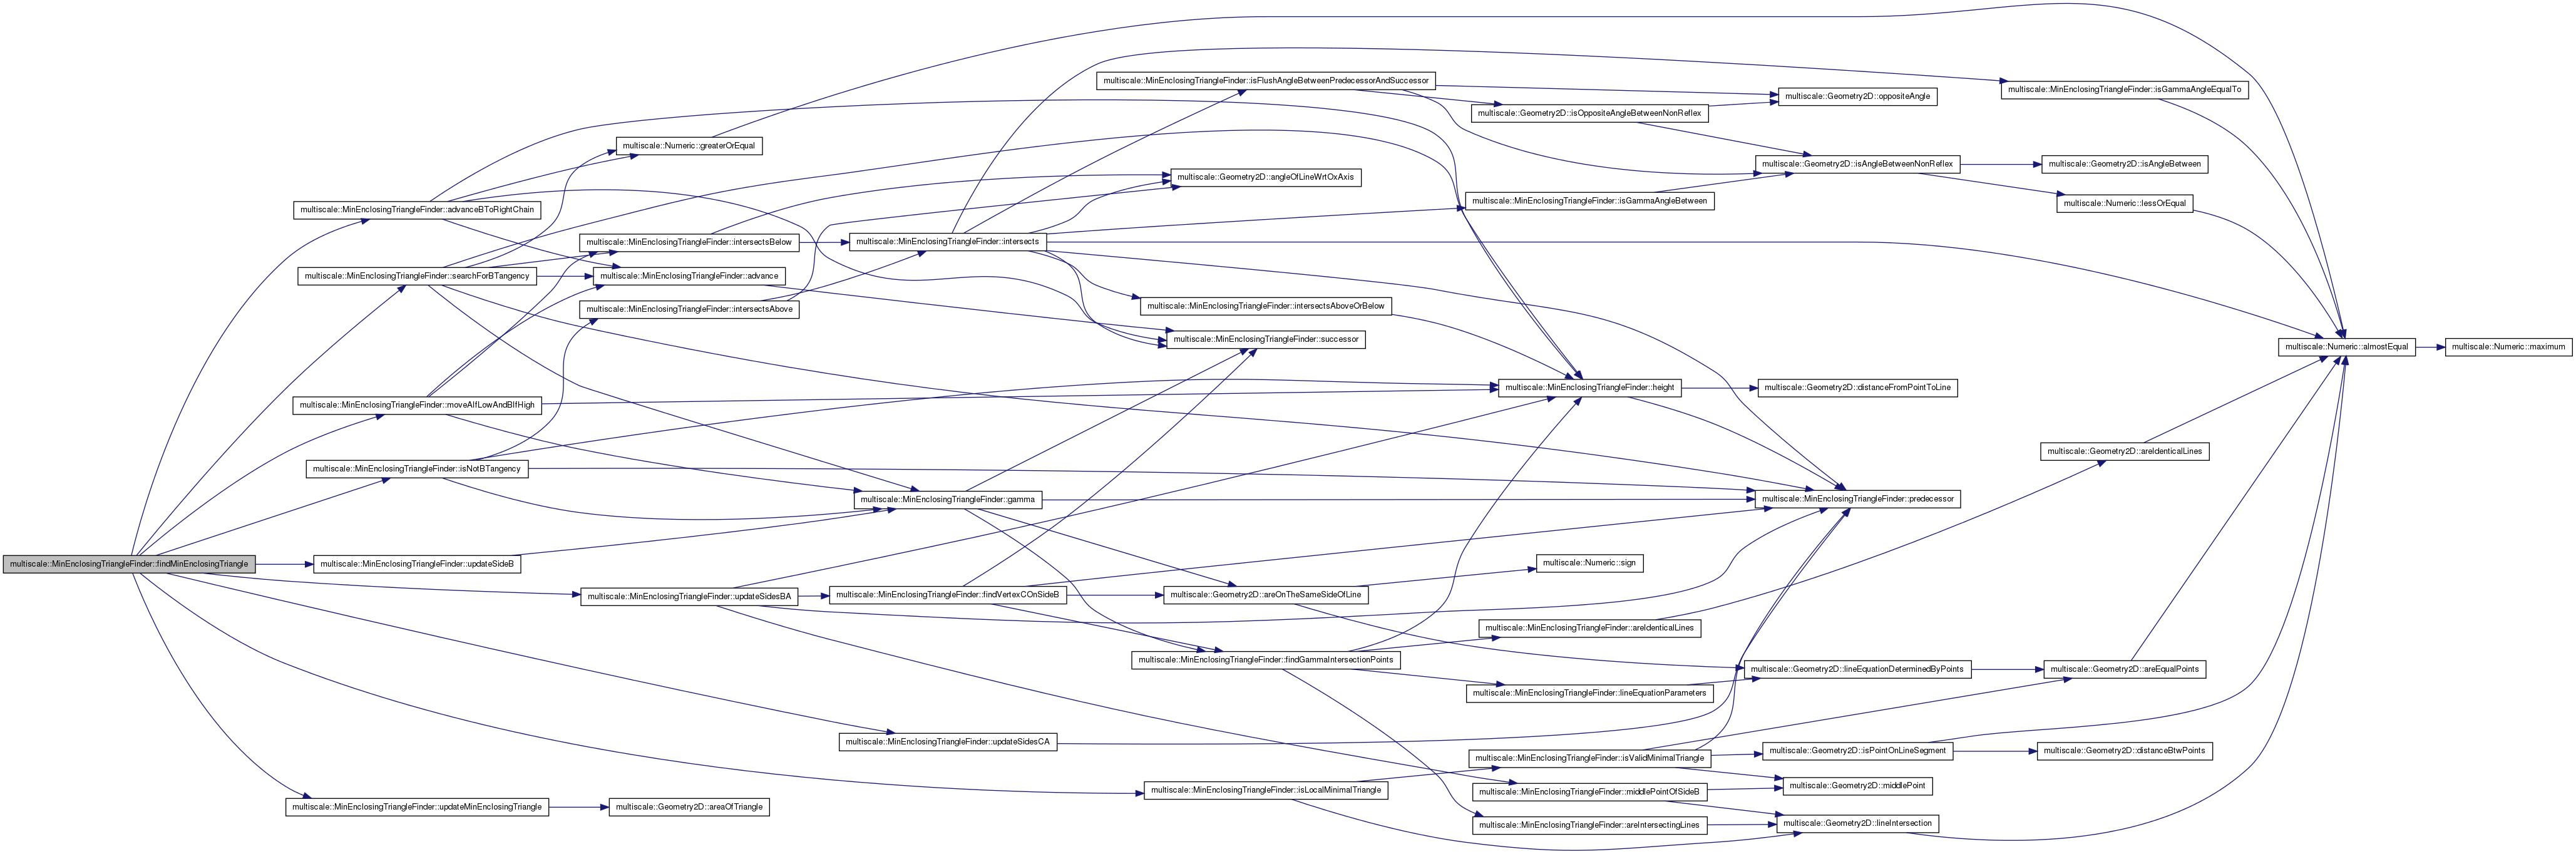 multiscale::MinEnclosingTriangleFinder::findMinEnclosingTriangle
multiscale::MinEnclosingTriangleFinder::advanceBToRightChain
multiscale::MinEnclosingTriangleFinder::searchForBTangency
multiscale::MinEnclosingTriangleFinder::moveAIfLowAndBIfHigh
multiscale::MinEnclosingTriangleFinder::isNotBTangency
multiscale::MinEnclosingTriangleFinder::updateSideB
multiscale::MinEnclosingTriangleFinder::updateMinEnclosingTriangle
multiscale::Numeric::greaterOrEqual
multiscale::MinEnclosingTriangleFinder::intersectsBelow
multiscale::MinEnclosingTriangleFinder::advance
multiscale::MinEnclosingTriangleFinder::intersectsAbove
multiscale::MinEnclosingTriangleFinder::updateSidesBA
multiscale::Geometry2D::areaOfTriangle
multiscale::MinEnclosingTriangleFinder::intersects
multiscale::MinEnclosingTriangleFinder::gamma
multiscale::MinEnclosingTriangleFinder::findVertexCOnSideB
multiscale::MinEnclosingTriangleFinder::updateSidesCA
multiscale::MinEnclosingTriangleFinder::isFlushAngleBetweenPredecessorAndSuccessor
multiscale::Geometry2D::angleOfLineWrtOxAxis
multiscale::MinEnclosingTriangleFinder::intersectsAboveOrBelow
multiscale::MinEnclosingTriangleFinder::successor
multiscale::Geometry2D::areOnTheSameSideOfLine
multiscale::MinEnclosingTriangleFinder::findGammaIntersectionPoints
multiscale::MinEnclosingTriangleFinder::isLocalMinimalTriangle
multiscale::Geometry2D::isOppositeAngleBetweenNonReflex
multiscale::MinEnclosingTriangleFinder::isGammaAngleBetween
multiscale::MinEnclosingTriangleFinder::height
multiscale::Numeric::sign
multiscale::MinEnclosingTriangleFinder::areIdenticalLines
multiscale::MinEnclosingTriangleFinder::lineEquationParameters
multiscale::MinEnclosingTriangleFinder::isValidMinimalTriangle
multiscale::MinEnclosingTriangleFinder::middlePointOfSideB
multiscale::MinEnclosingTriangleFinder::areIntersectingLines
multiscale::Geometry2D::oppositeAngle
multiscale::Geometry2D::isAngleBetweenNonReflex
multiscale::Geometry2D::distanceFromPointToLine
multiscale::MinEnclosingTriangleFinder::predecessor
multiscale::Geometry2D::lineEquationDeterminedByPoints
multiscale::Geometry2D::isPointOnLineSegment
multiscale::Geometry2D::middlePoint
multiscale::Geometry2D::lineIntersection
multiscale::MinEnclosingTriangleFinder::isGammaAngleEqualTo
multiscale::Geometry2D::isAngleBetween
multiscale::Numeric::lessOrEqual
multiscale::Geometry2D::areIdenticalLines
multiscale::Geometry2D::areEqualPoints
multiscale::Geometry2D::distanceBtwPoints
multiscale::Numeric::almostEqual
multiscale::Numeric::maximum